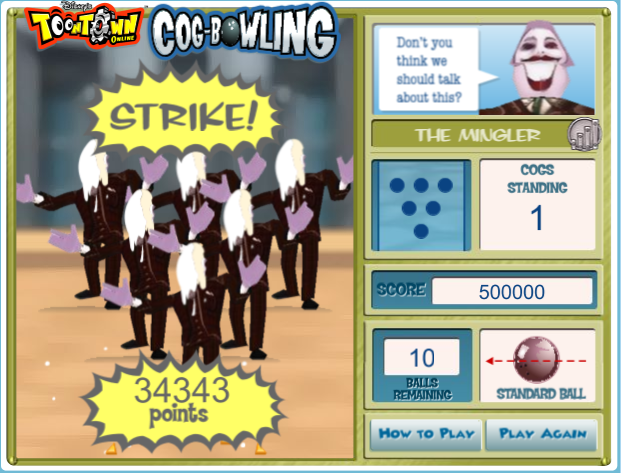 Disney's
TOONTOWN
ONLINE
COG-BOWLING
STRIKE!
34343
points
Don't you
think we
should talk
about this?
THE MINGLER
COGS
STANDING
1
SCORE 500000
10
BALLS
REMAINING
STANDARD BALL
HOW TO PLAY
PLAY AGAIN